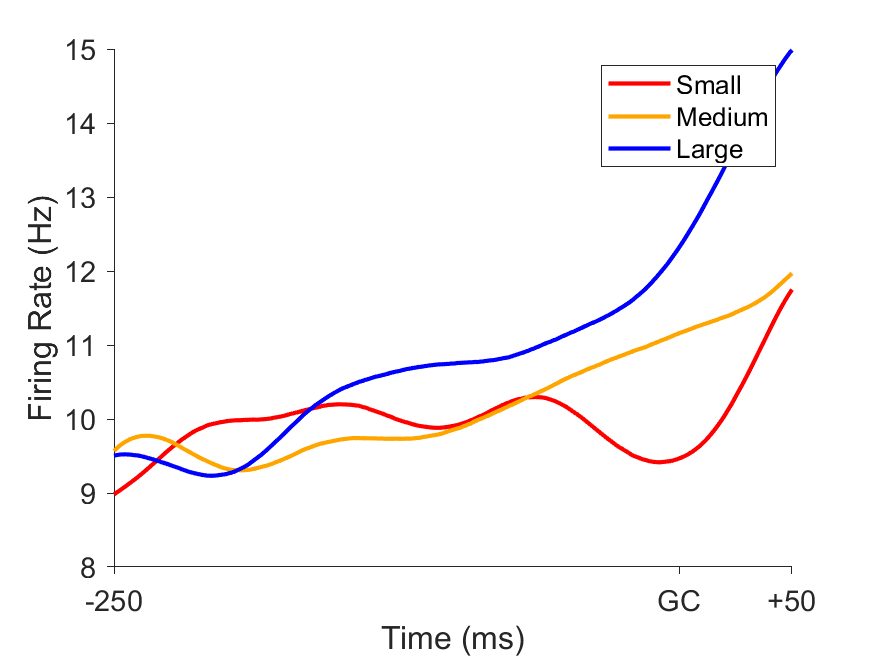 15
14
13
12
11
10
9
8
Firing Rate (Hz)
Small
Medium
Large
-250
GC
+50
Time (ms)